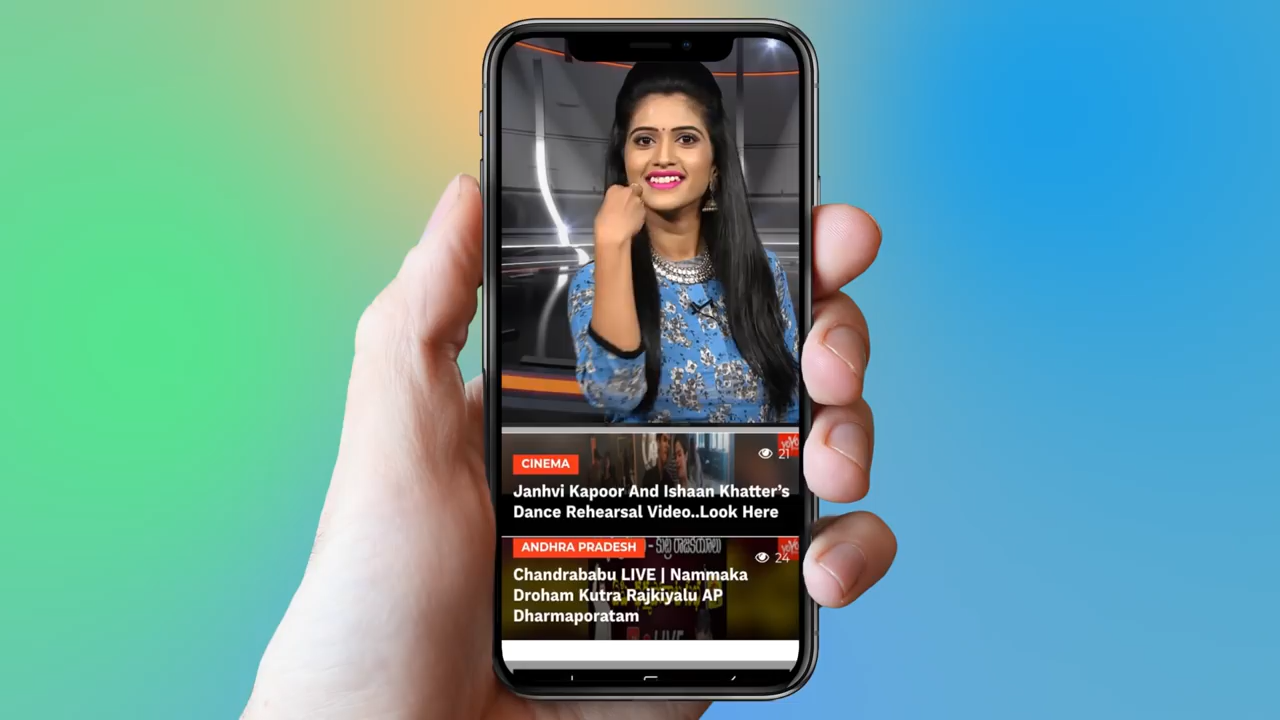 CINEMA
21
Janhvi Kapoor And Ishaan Khatter’s
Dance Rehearsal Video..Look Here
ANDHRA PRADESH
24
Chandrababu LIVE | Nammaka
Droham Kutra Rajkiyalu AP
Dharmaporatam
LIVE